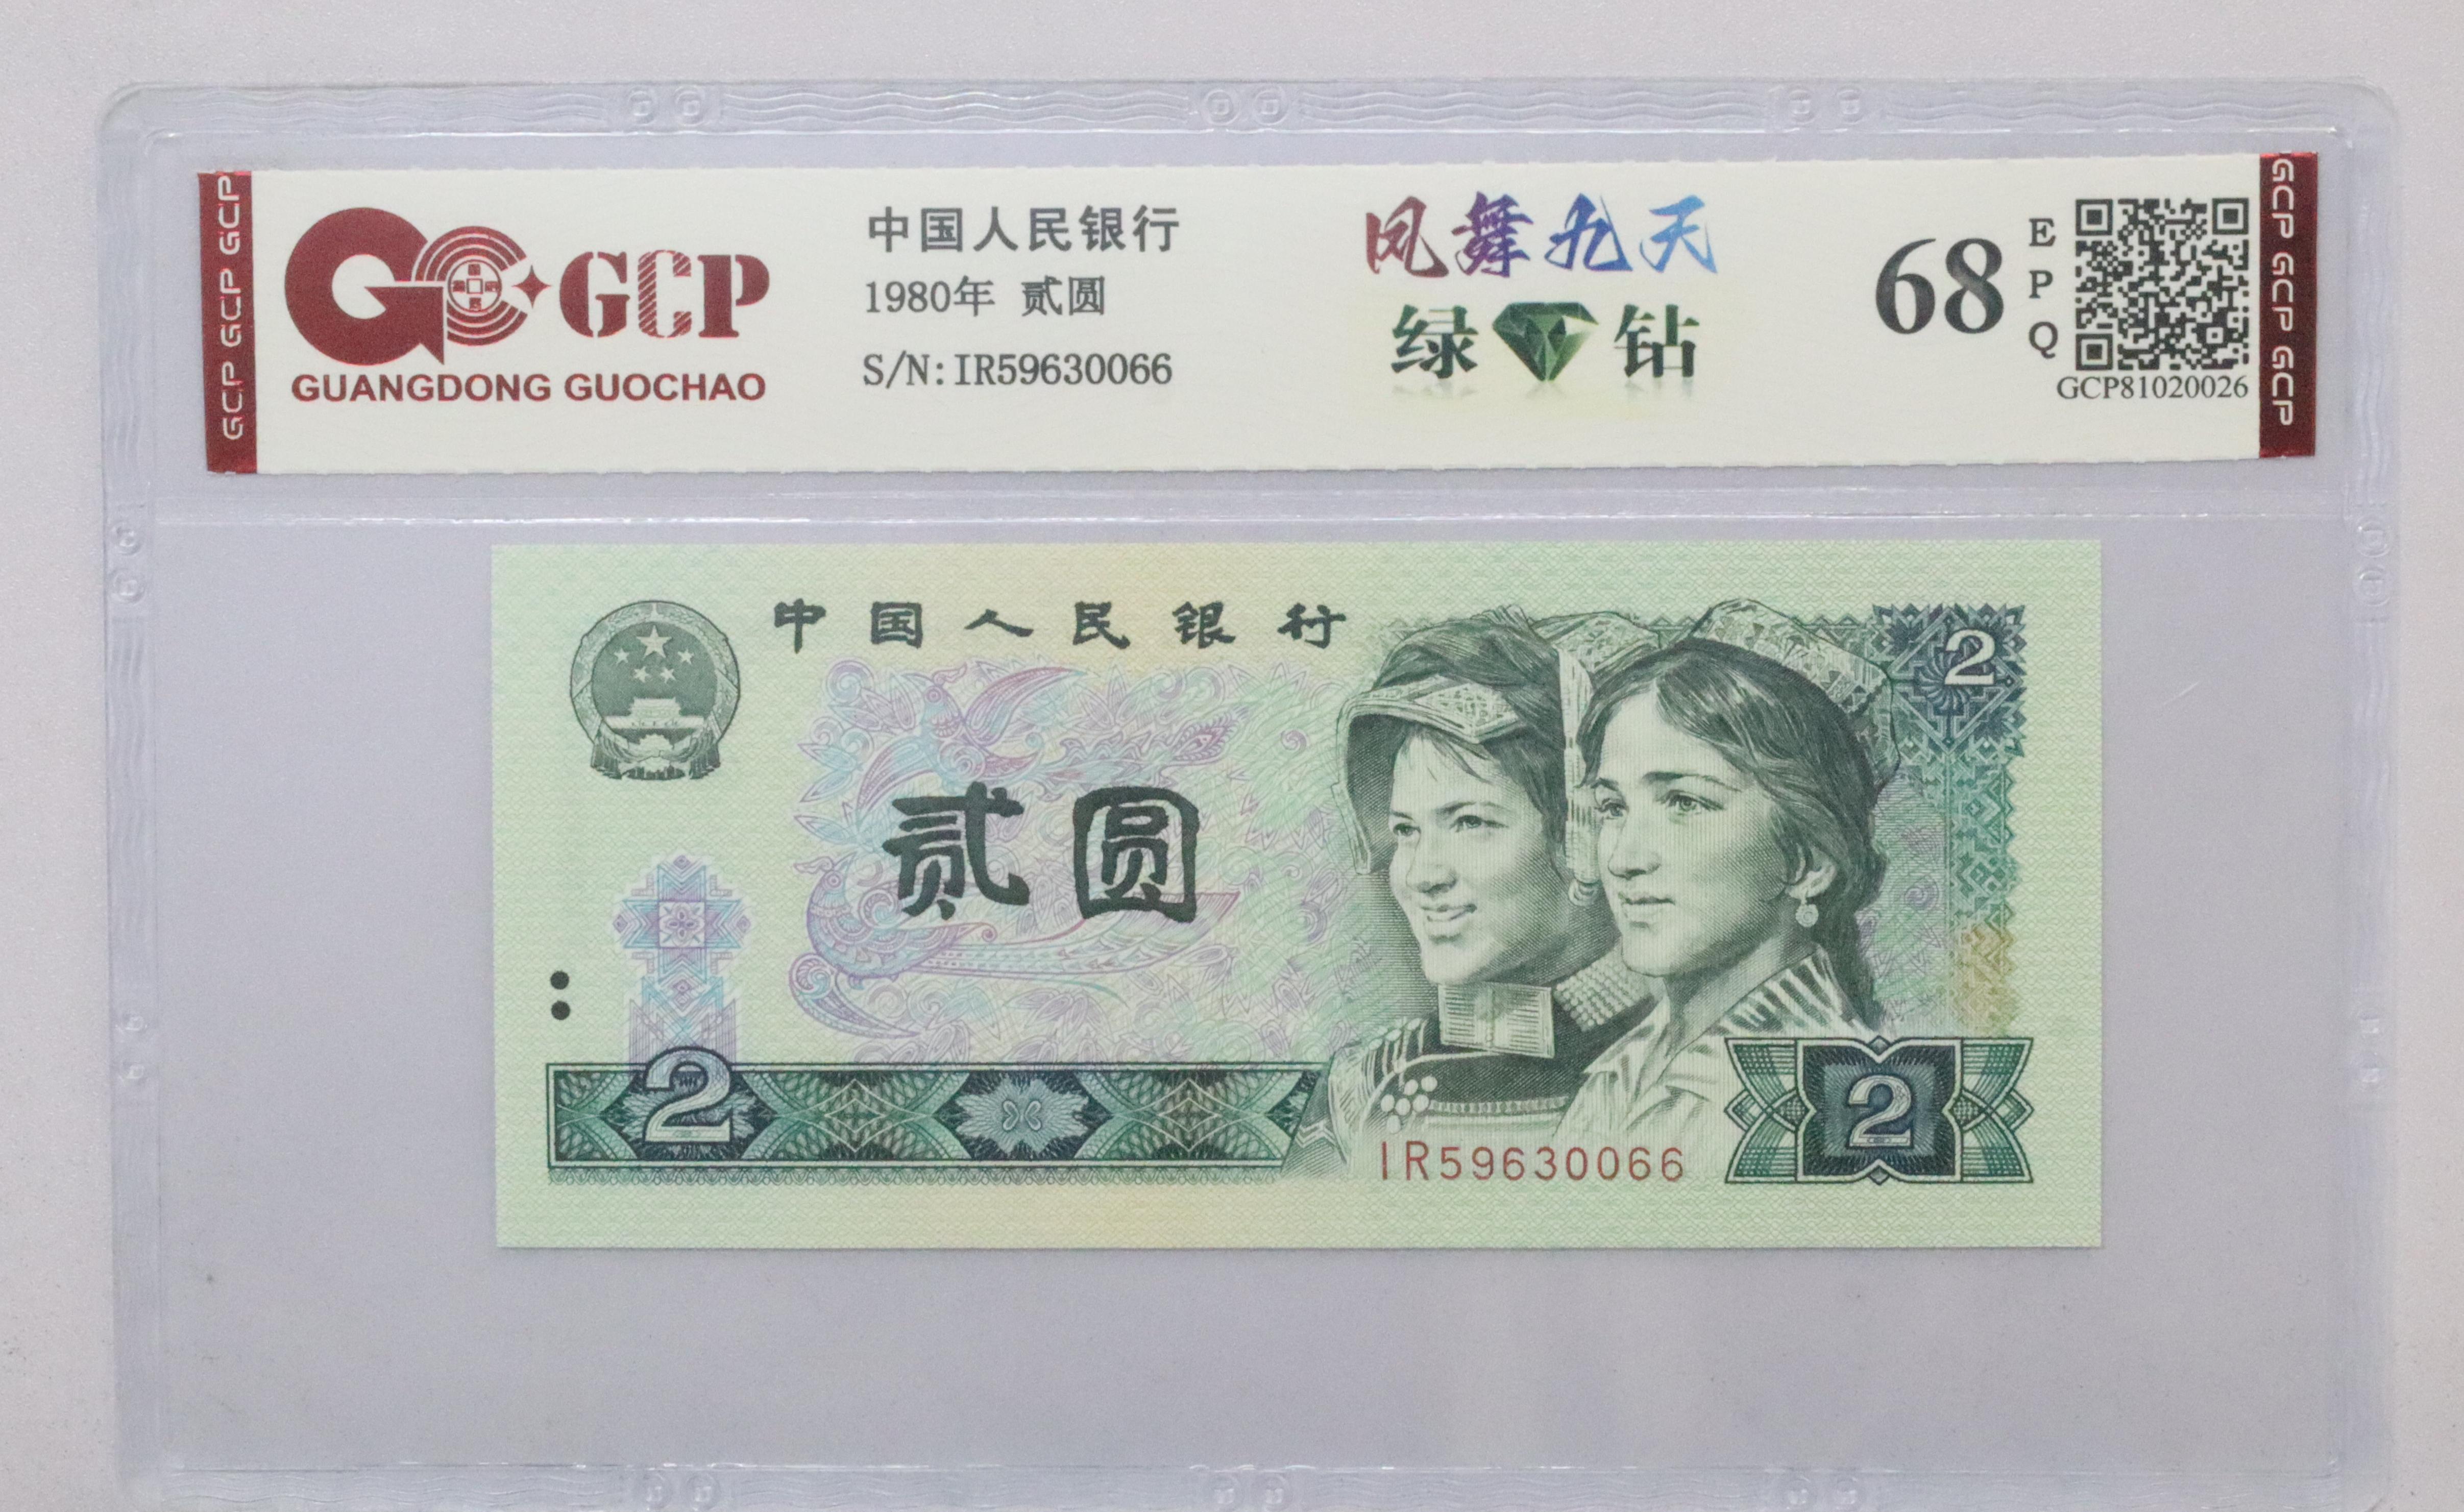 GCP GCP GCP
GCP
GUANGDONG GUOCHAO
中国人民银行
1980年 贰圆
S/N:IR59630066
凤舞九天
绿钻
68
EPQ
GCP81020026
GCP GCP GCP
中国人民银行
2
贰圆
2
2
IR59630066